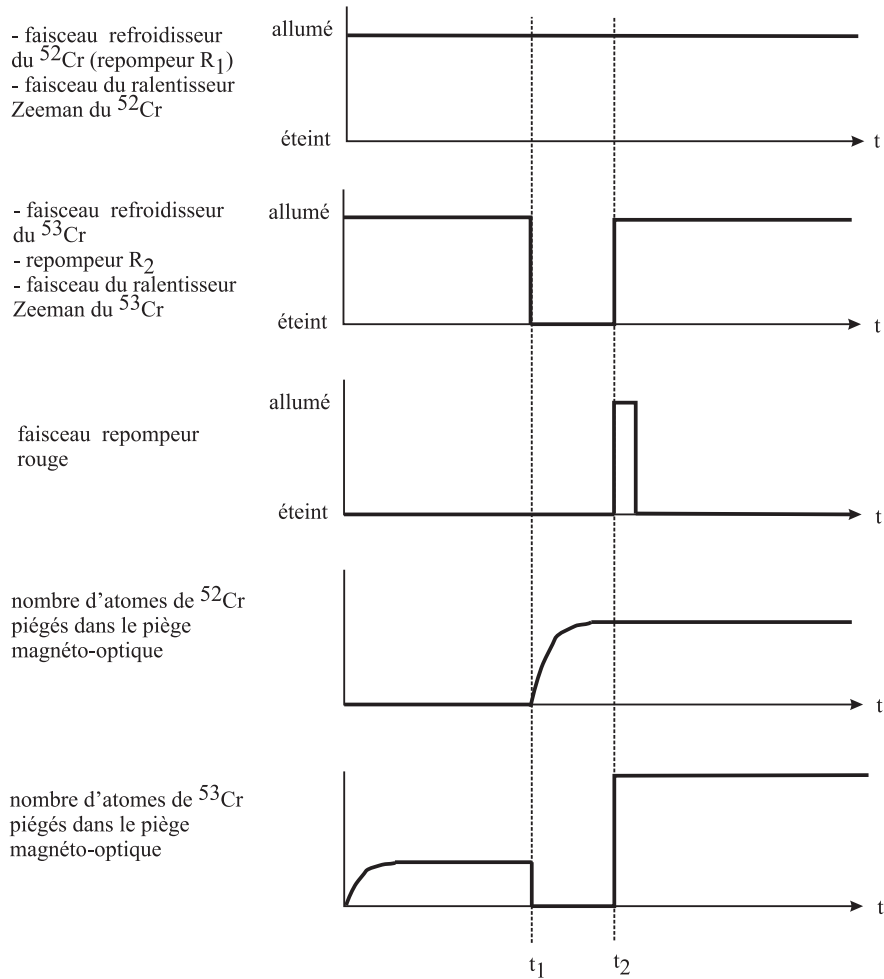 - faisceau refroidisseur
du 52Cr (repompeur R1)
- faisceau du ralentisseur
Zeeman du 52Cr
allumé
éteint
t
- faisceau refroidisseur
du 53Cr
- repompeur R2
- faisceau du ralentisseur
Zeeman du 53Cr
allumé
éteint
t
faisceau repompeur
rouge
allumé
éteint
t
nombre d'atomes de 52Cr
piégés dans le piège
magnéto-optique
t
nombre d'atomes de 53Cr
piégés dans le piège
magnéto-optique
t
t1
t2